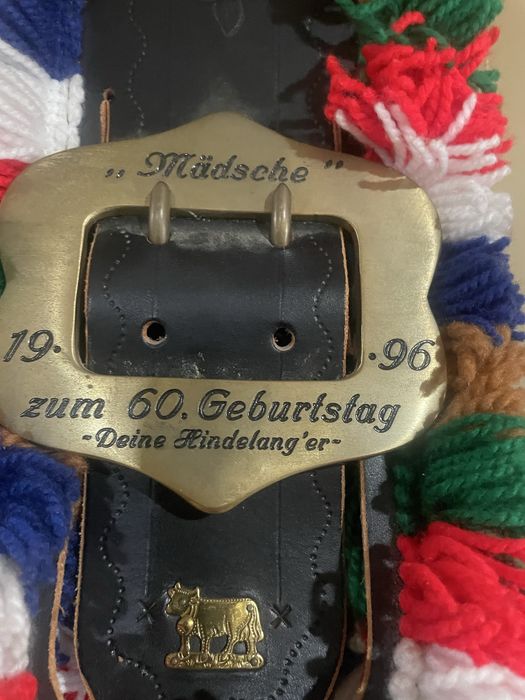 „Mädsche"
19. .96
zum 60. Geburtstag
-Deine Hindelang'er-